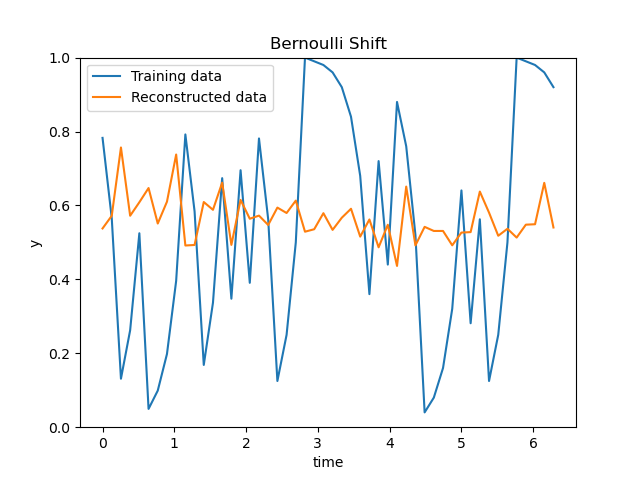 Bernoulli Shift
Training data
Reconstructed data
y
1.0
0.8
0.6
0.4
0.2
0.0
0 1 2 3 4 5 6
time